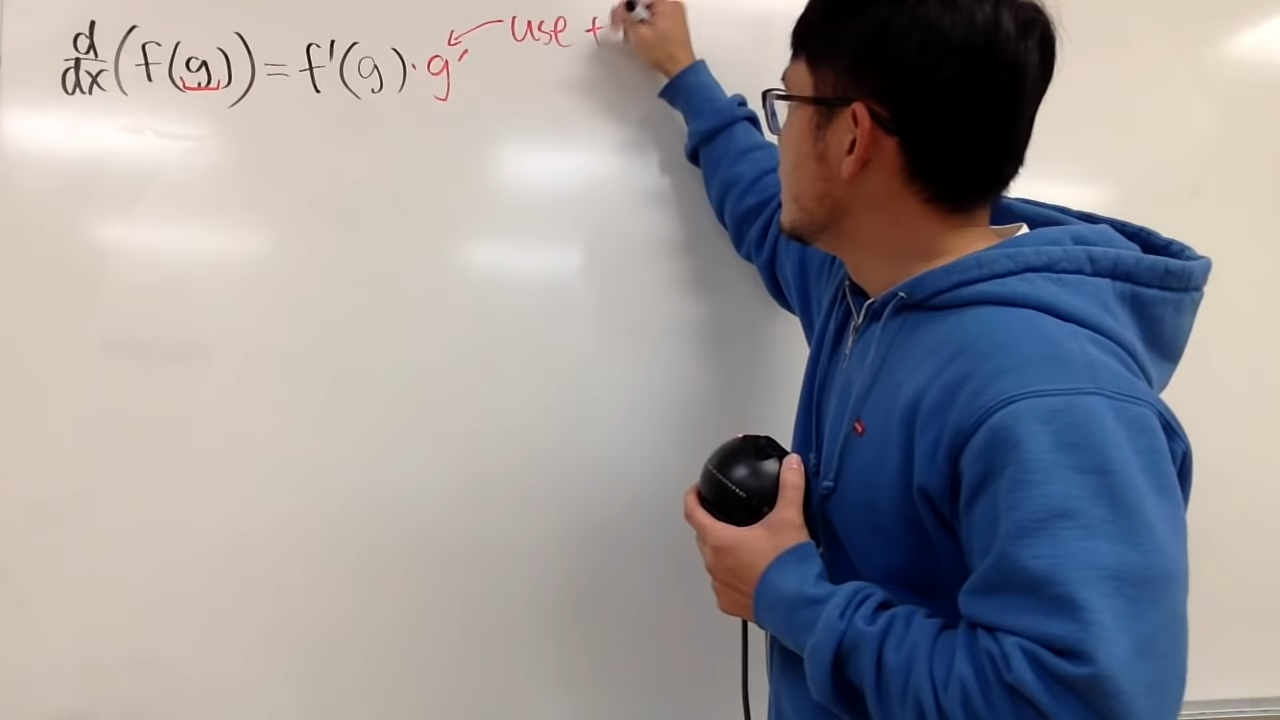 d/dx (f(g)) = f'(g) · g' ← use t